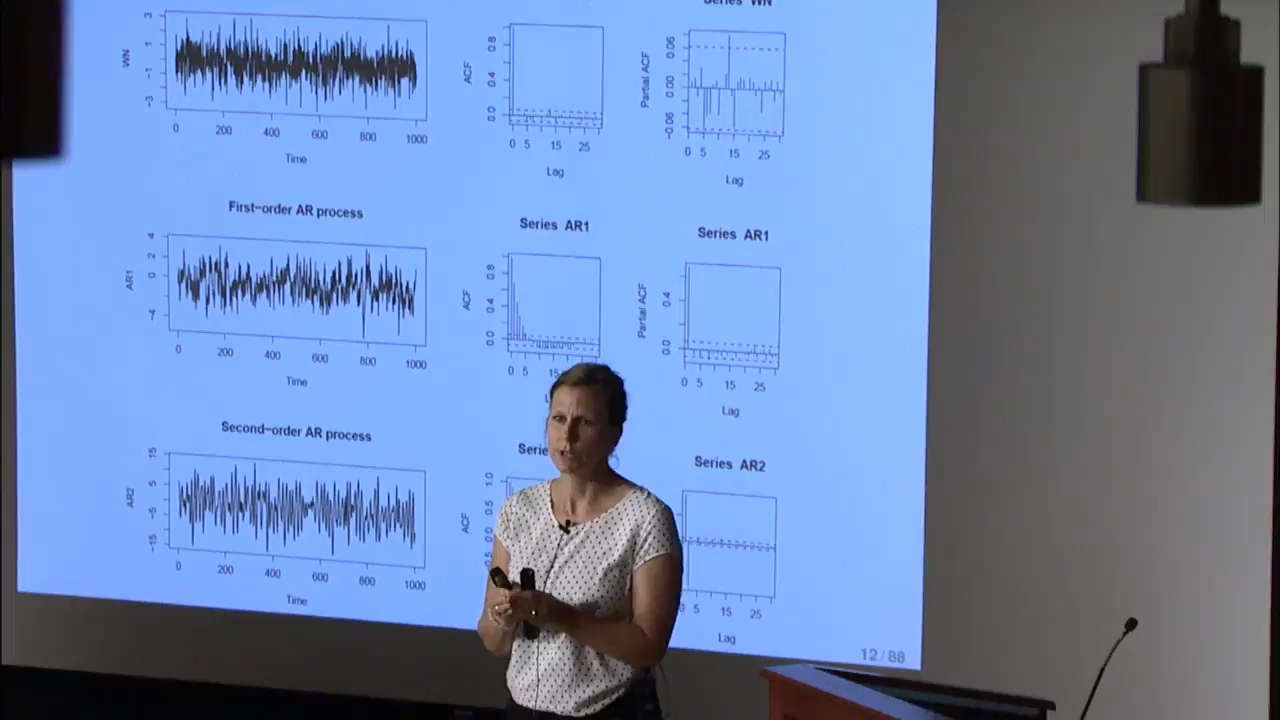 Series WN
WN
3
1
−1
−3
0 200 400 600 800 1000
Time
ACF
0.8
0.4
0.0
0 5 15 25
Lag
Partial ACF
0.06
0.00
−0.06
0 5 15 25
Lag
First−order AR process
AR1
4
2
0
−4
0 200 400 600 800 1000
Time
Series AR1
ACF
0.8
0.4
0.0
0 5 15
Series AR1
Partial ACF
0.4
0.0
0 5 15 25
Lag
Second−order AR process
AR2
15
5
−5
−15
0 200 400 600 800 1000
Time
ACF
1.0
0.5
0.0
Series AR2
5 15 25
Lag
12 / 88